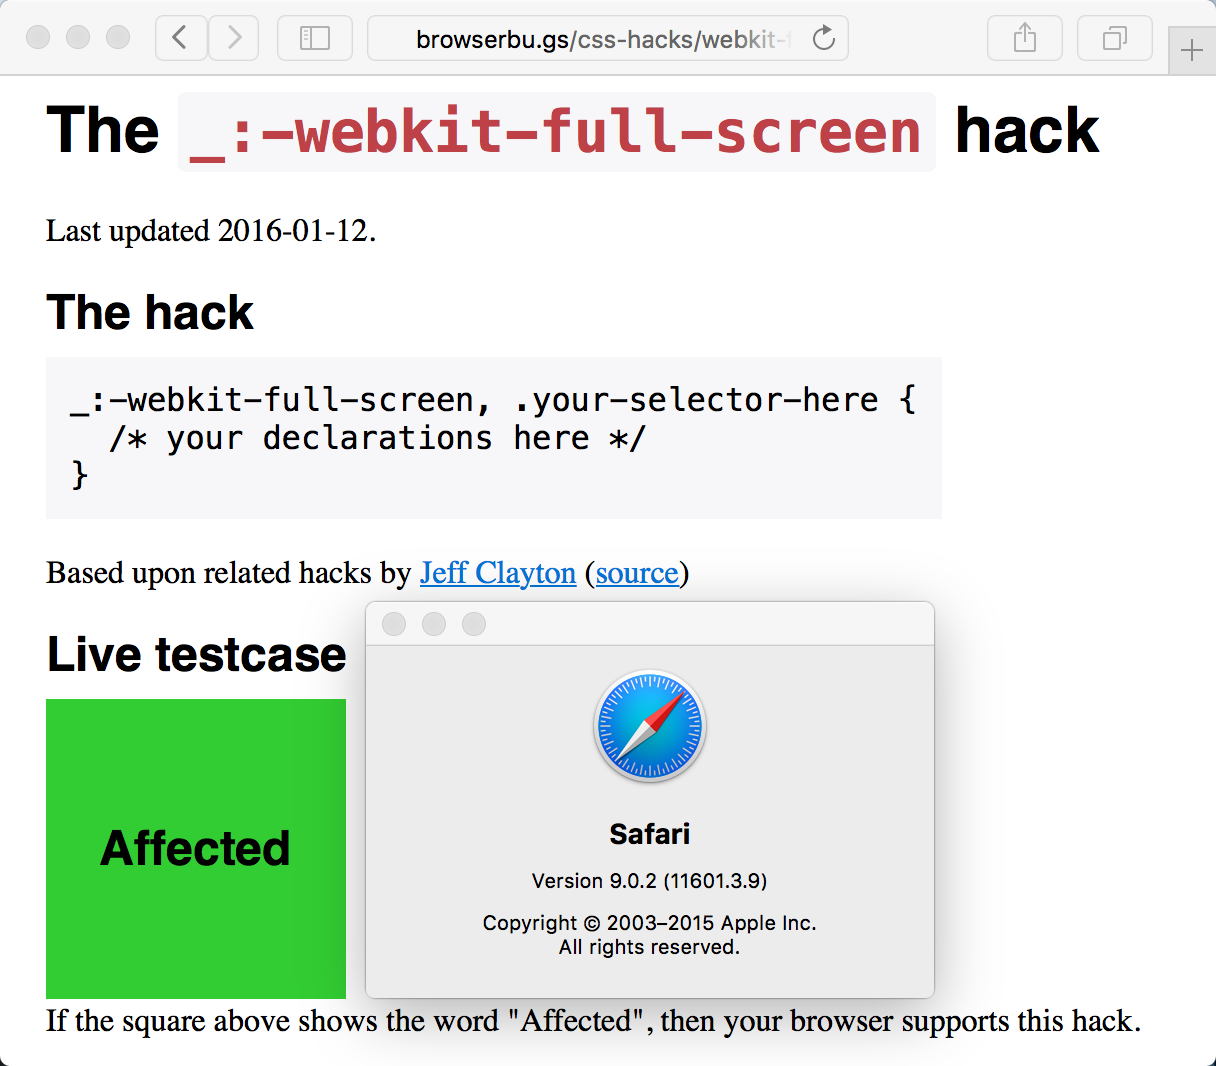 browserbu.gs/css-hacks/webkit-
The _:-webkit-full-screen hack
Last updated 2016-01-12.
The hack
_:-webkit-full-screen, .your-selector-here {
/* your declarations here */
}
Based upon related hacks by Jeff Clayton (source)
Live testcase
Affected
Safari
Version 9.0.2 (11601.3.9)
Copyright © 2003–2015 Apple Inc.
All rights reserved.
If the square above shows the word "Affected", then your browser supports this hack.